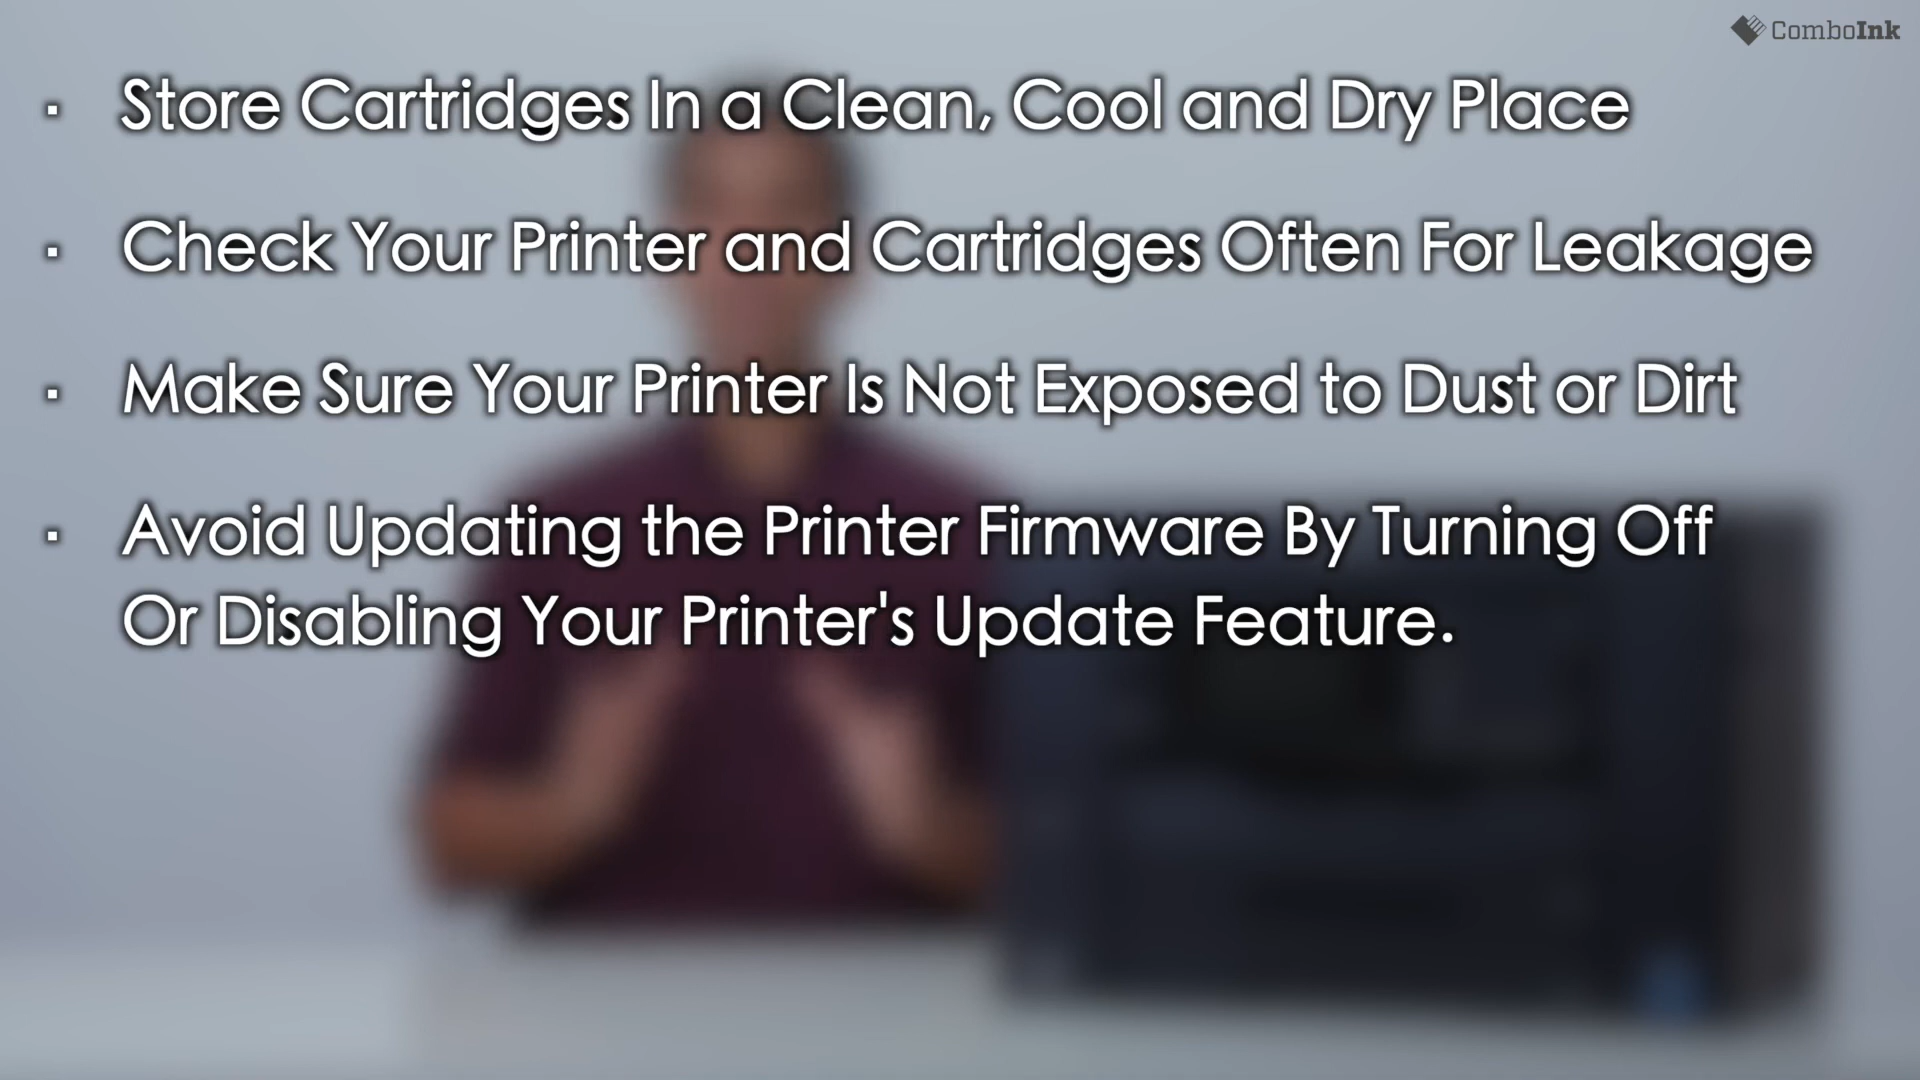 ComboInk
· Store Cartridges In a Clean, Cool and Dry Place
· Check Your Printer and Cartridges Often For Leakage
· Make Sure Your Printer Is Not Exposed to Dust or Dirt
· Avoid Updating the Printer Firmware By Turning Off
Or Disabling Your Printer's Update Feature.